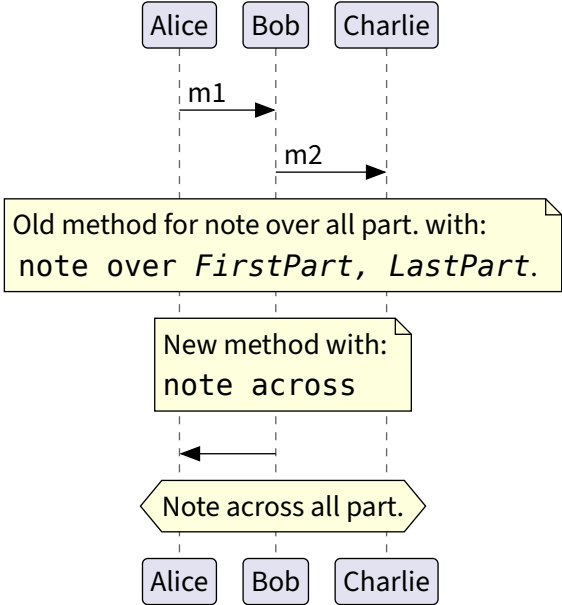 Alice Bob Charlie
m1
m2
Old method for note over all part. with:
note over FirstPart, LastPart.
New method with:
note across
Note across all part.
Alice Bob Charlie